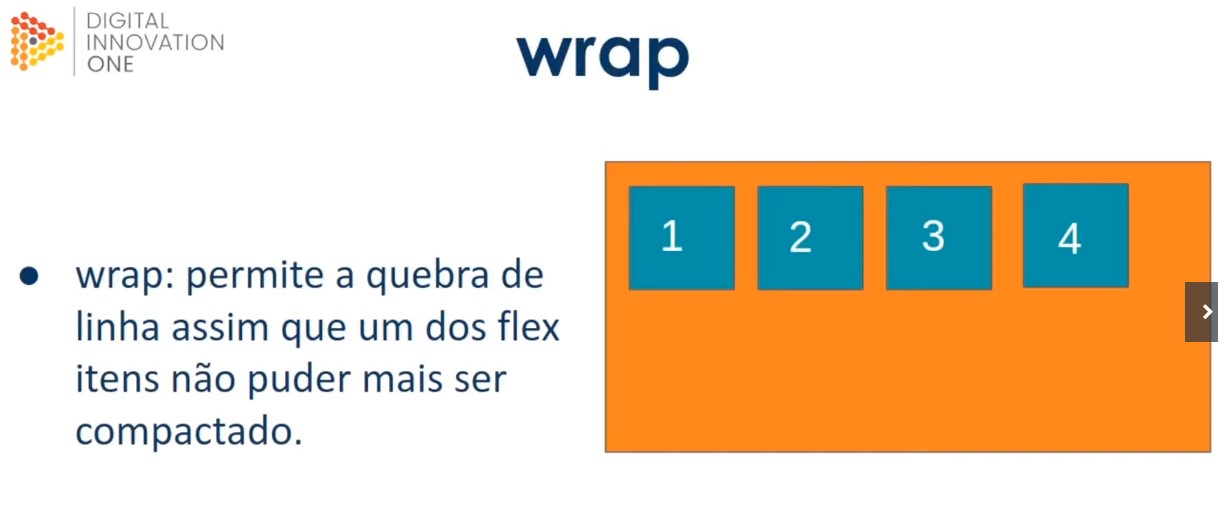 DIGITAL
INNOVATION
ONE
wrap
● wrap: permite a quebra de
linha assim que um dos flex
itens não puder mais ser
compactado.
1 2 3 4